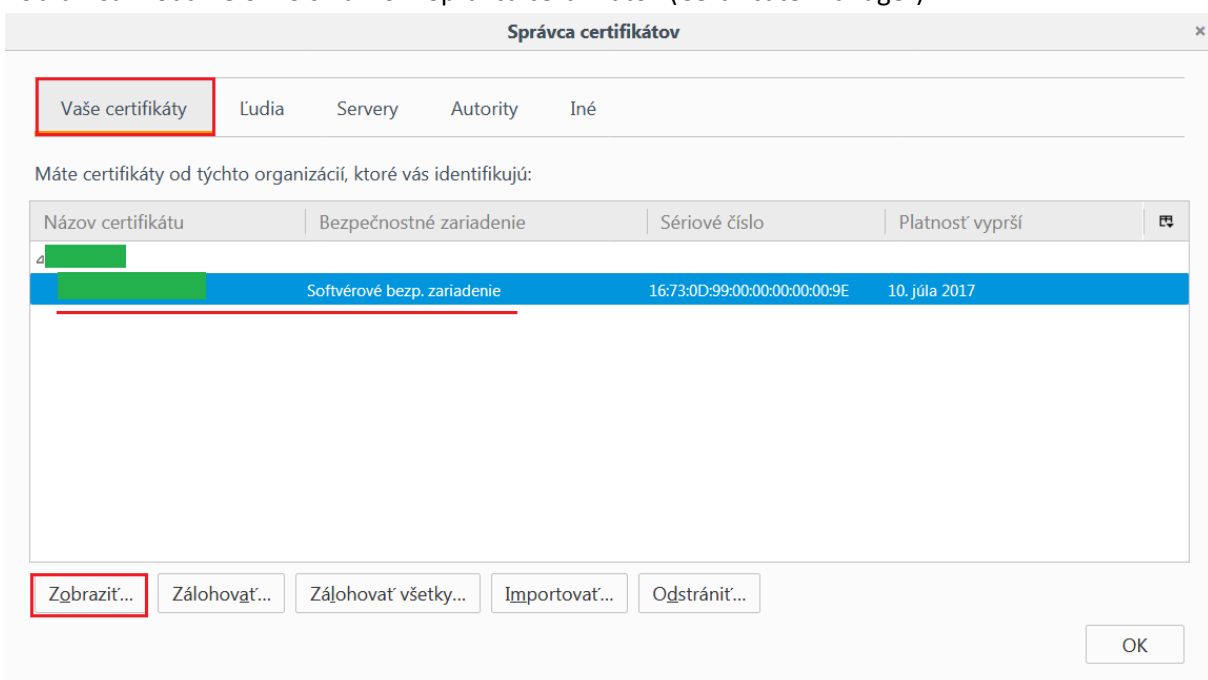 Správca certifikátov
Vaše certifikáty Ľudia Servery Autority Iné
Máte certifikáty od týchto organizácií, ktoré vás identifikujú:
Názov certifikátu Bezpečnostné zariadenie Sériové číslo Platnosť vyprší
Softvérové bezp. zariadenie 16:73:0D:99:00:00:00:00:00:9E 10. júla 2017
Zobraziť... Zálohovať... Zálohovať všetky... Importovať... Odstrániť...
OK